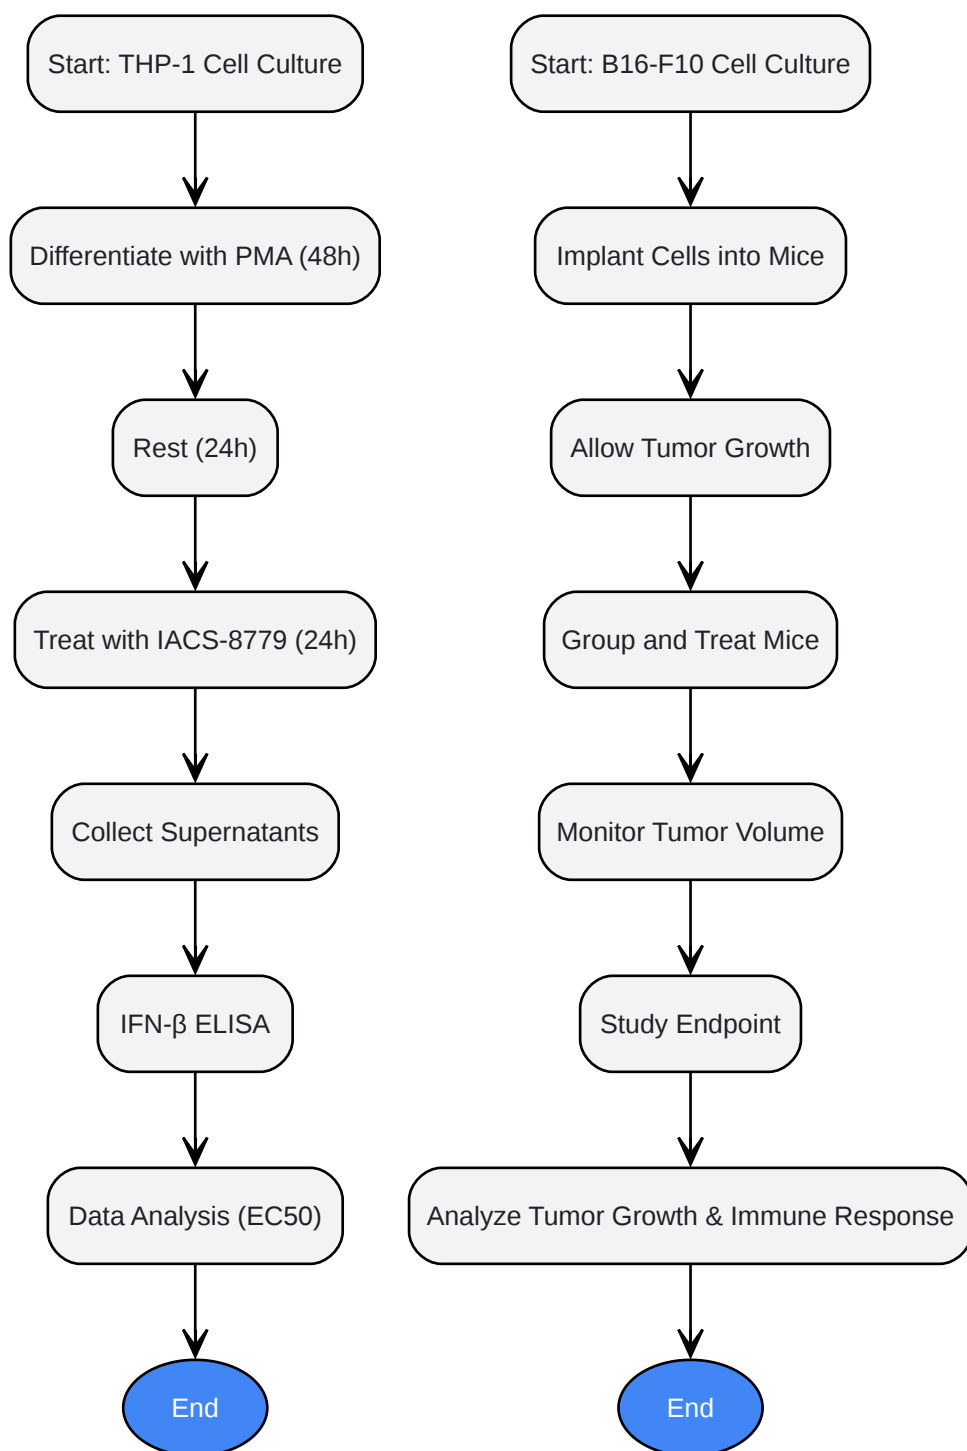 Start: THP-1 Cell Culture
Differentiate with PMA (48h)
Rest (24h)
Treat with IACS-8779 (24h)
Collect Supernatants
IFN-β ELISA
Data Analysis (EC50)
End
Start: B16-F10 Cell Culture
Implant Cells into Mice
Allow Tumor Growth
Group and Treat Mice
Monitor Tumor Volume
Study Endpoint
Analyze Tumor Growth & Immune Response
End